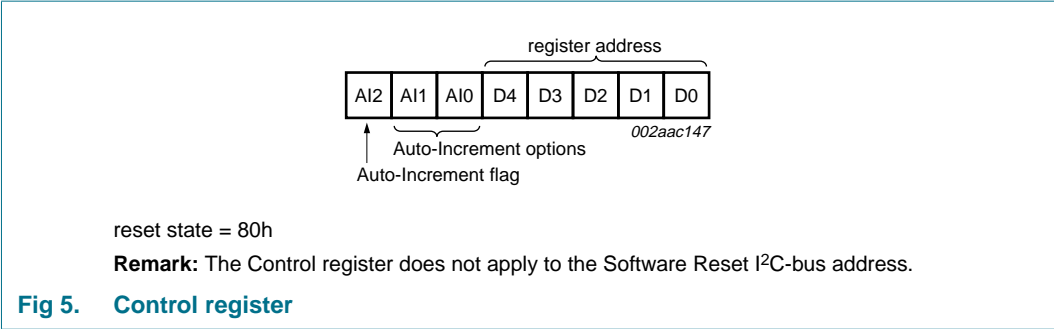 register address
AI2 AI1 AI0 D4 D3 D2 D1 D0
002aac147
Auto-Increment options
Auto-Increment flag
reset state = 80h
Remark: The Control register does not apply to the Software Reset I²C-bus address.
Fig 5. Control register